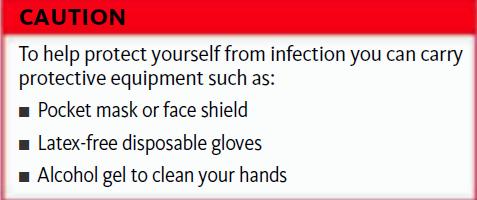 CAUTION
To help protect yourself from infection you can carry
protective equipment such as:
■ Pocket mask or face shield
■ Latex-free disposable gloves
■ Alcohol gel to clean your hands